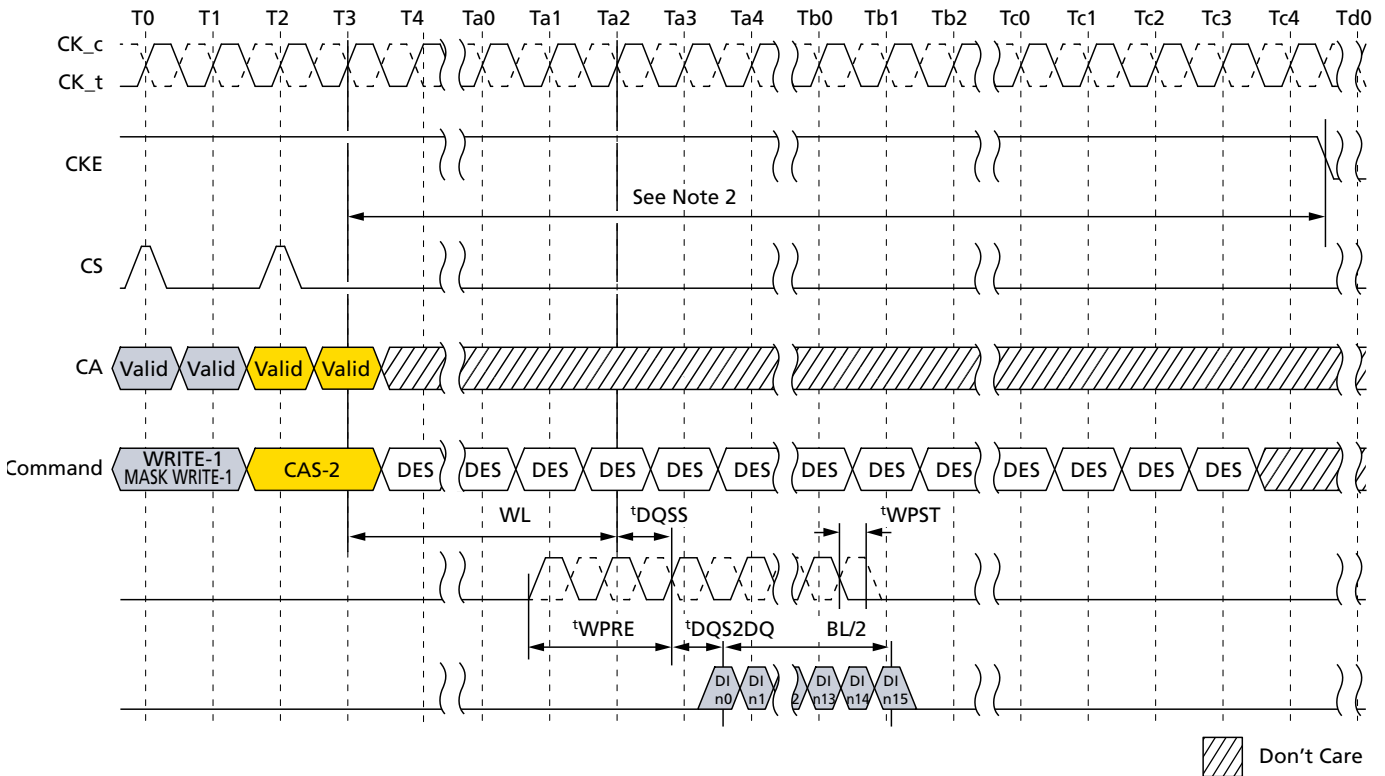 T0 T1 T2 T3 T4 Ta0 Ta1 Ta2 Ta3 Ta4 Tb0 Tb1 Tb2 Tc0 Tc1 Tc2 Tc3 Tc4 Td0
CK_c
CK_t
CKE
See Note 2
CS
CA Valid Valid Valid Valid
Command WRITE-1 MASK WRITE-1 CAS-2 DES DES DES DES DES DES DES DES DES DES DES DES DES
WL tDQSS tWPST
tWPRE tDQS2DQ BL/2
DI DI DI DI DI
n0 n1 2 n13 n14 n15
Don't Care